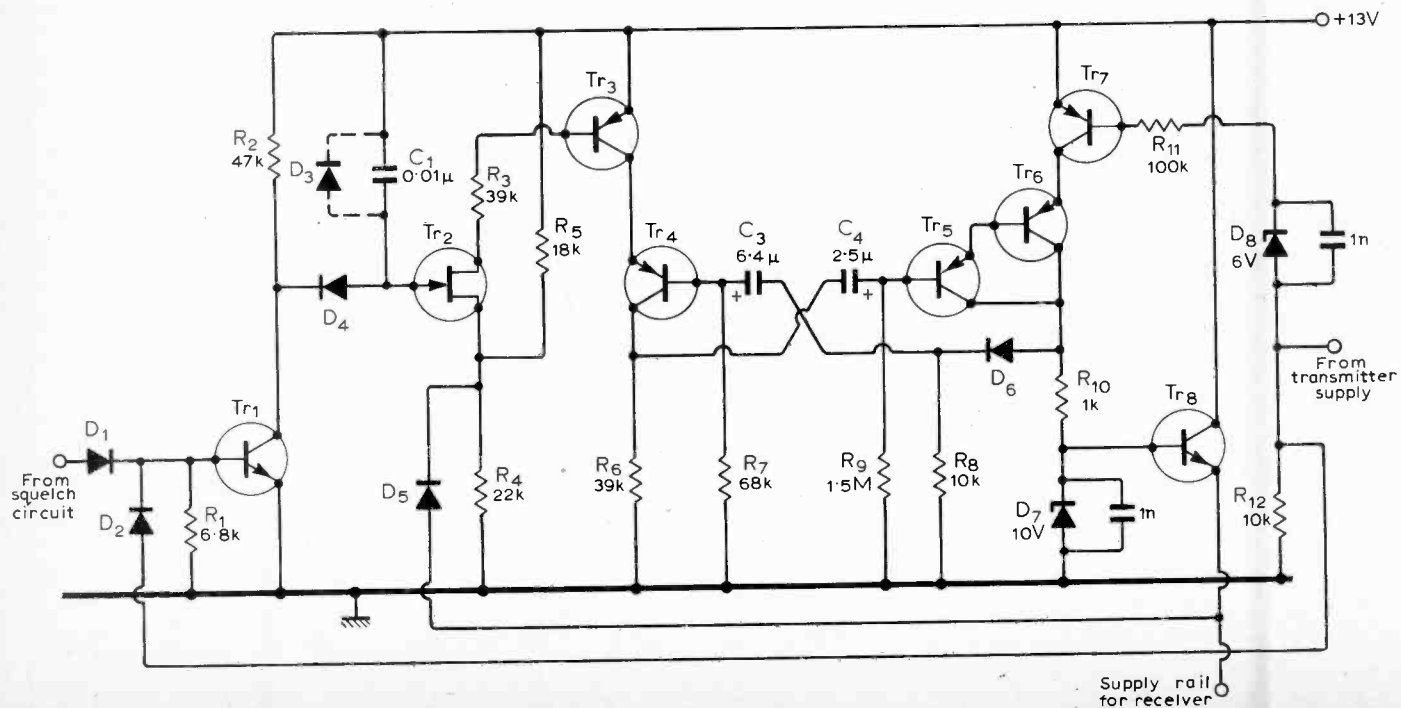 +13V
Tr3
Tr7
R2
47k
D3
C1
0·01μ
R3
39k
R5
18k
R11
100k
Tr6
Tr2
Tr4
C3
6·4μ
C4
2·5μ
Tr5
D8
6V
1n
D4
D6
From
transmitter
supply
R10
1k
Tr8
Tr1
D1
From
squelch
circuit
D2
R1
6·8k
D5
R4
22k
R6
39k
R7
68k
R9
1·5M
R8
10k
D7
10V
1n
R12
10k
Supply rail
for receiver